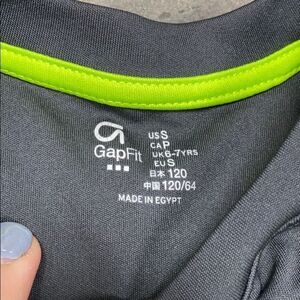 GapFit
US S
CA P
UK 6-7YRS
EU S
日本 120
中国 120/64
MADE IN EGYPT